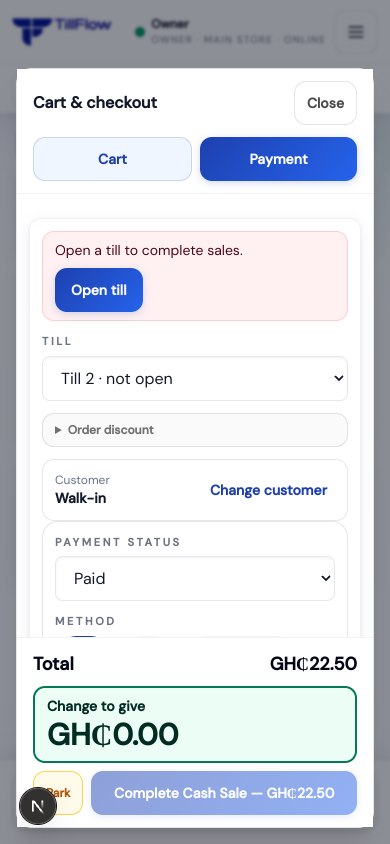 TillFlow
Owner
OWNER · MAIN STORE · ONLINE
Cart & checkout
Close
Cart
Payment
Open a till to complete sales.
Open till
TILL
Till 2 · not open
Order discount
Customer
Walk-in
Change customer
PAYMENT STATUS
Paid
METHOD
Total
GH₵22.50
Change to give
GH₵0.00
Park
Complete Cash Sale — GH₵22.50
N